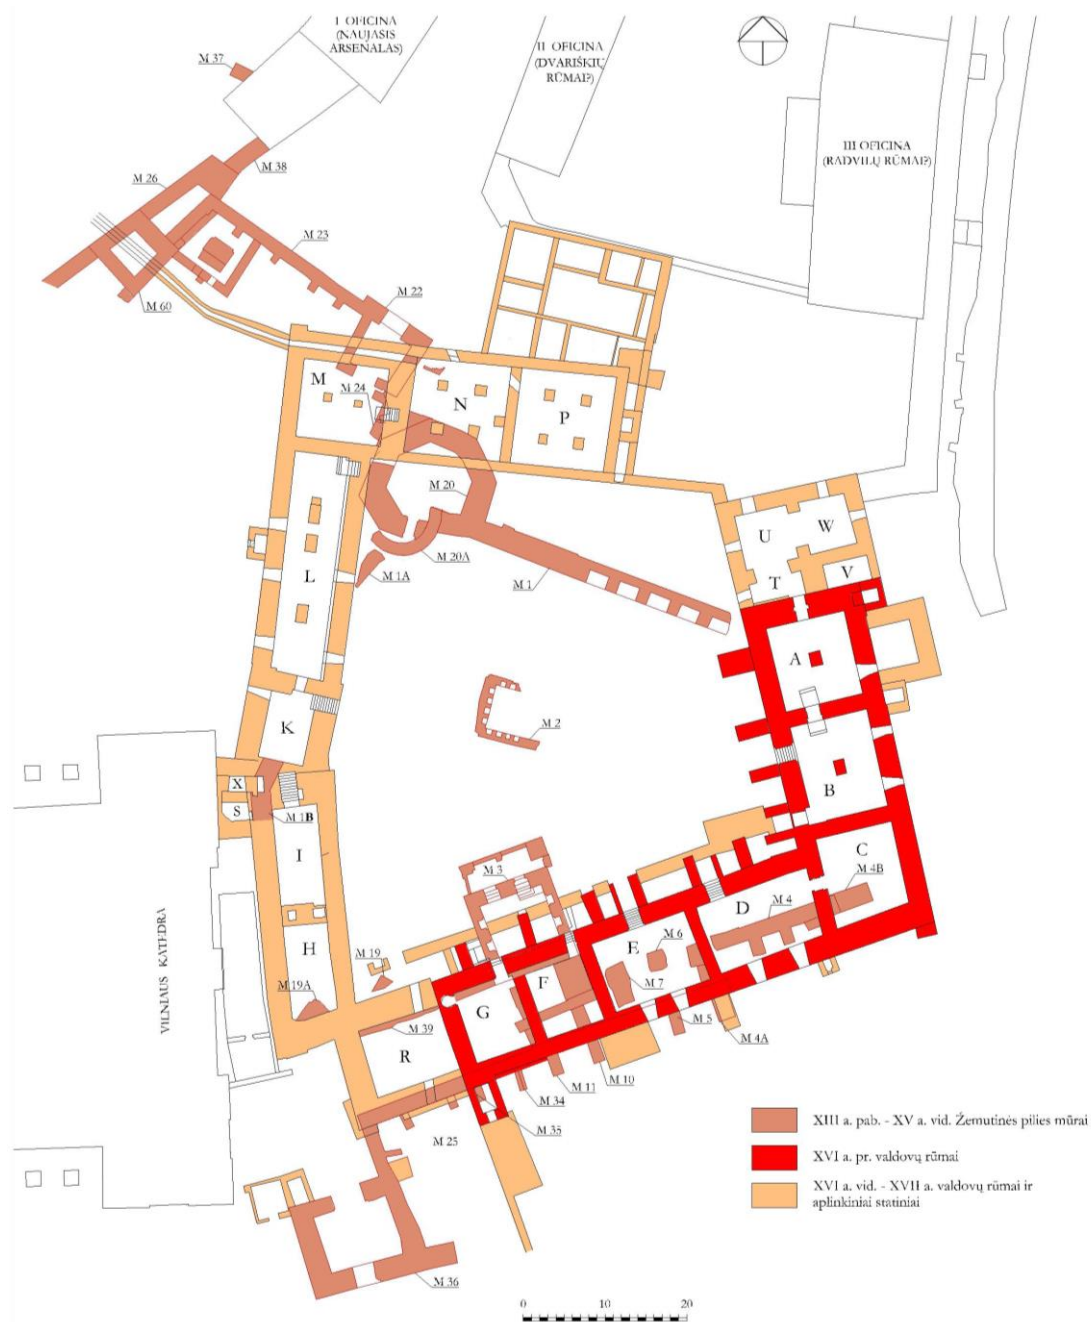 I OFICINA
(NAUJASIS
ARSENALAS)
II OFICINA
(DVARIŠKIŲ
RŪMAI?)
III OFICINA
(RADVILŲ RŪMAI?)
M 37
M 38
M 26
M 23
M 22
M 60
M
M 24
N
P
M 20
M 20A
M 1A
M 1
L
U
W
T
V
A
K
M 2
B
X
S
M 1B
I
C
M 4B
M 3
D
M 4
VILNIAUS KATEDRA
H
M 19
E
M 6
M 19A
F
M 7
G
M 39
R
M 5
M 4A
M 10
M 11
M 34
M 35
M 25
M 36
XIII a. pab. - XV a. vid. Žemutinės pilies mūrai
XVI a. pr. valdovų rūmai
XVI a. vid. - XVII a. valdovų rūmai ir
aplinkiniai statiniai
0 10 20